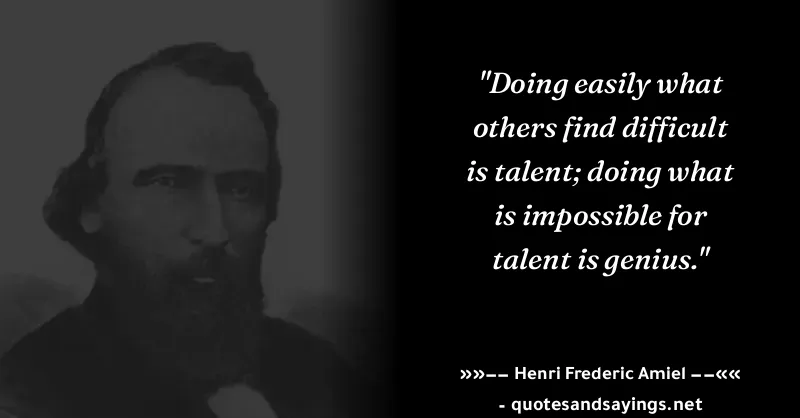 "Doing easily what
others find difficult
is talent; doing what
is impossible for
talent is genius."
»»−− Henri Frederic Amiel −−««
- quotesandsayings.net